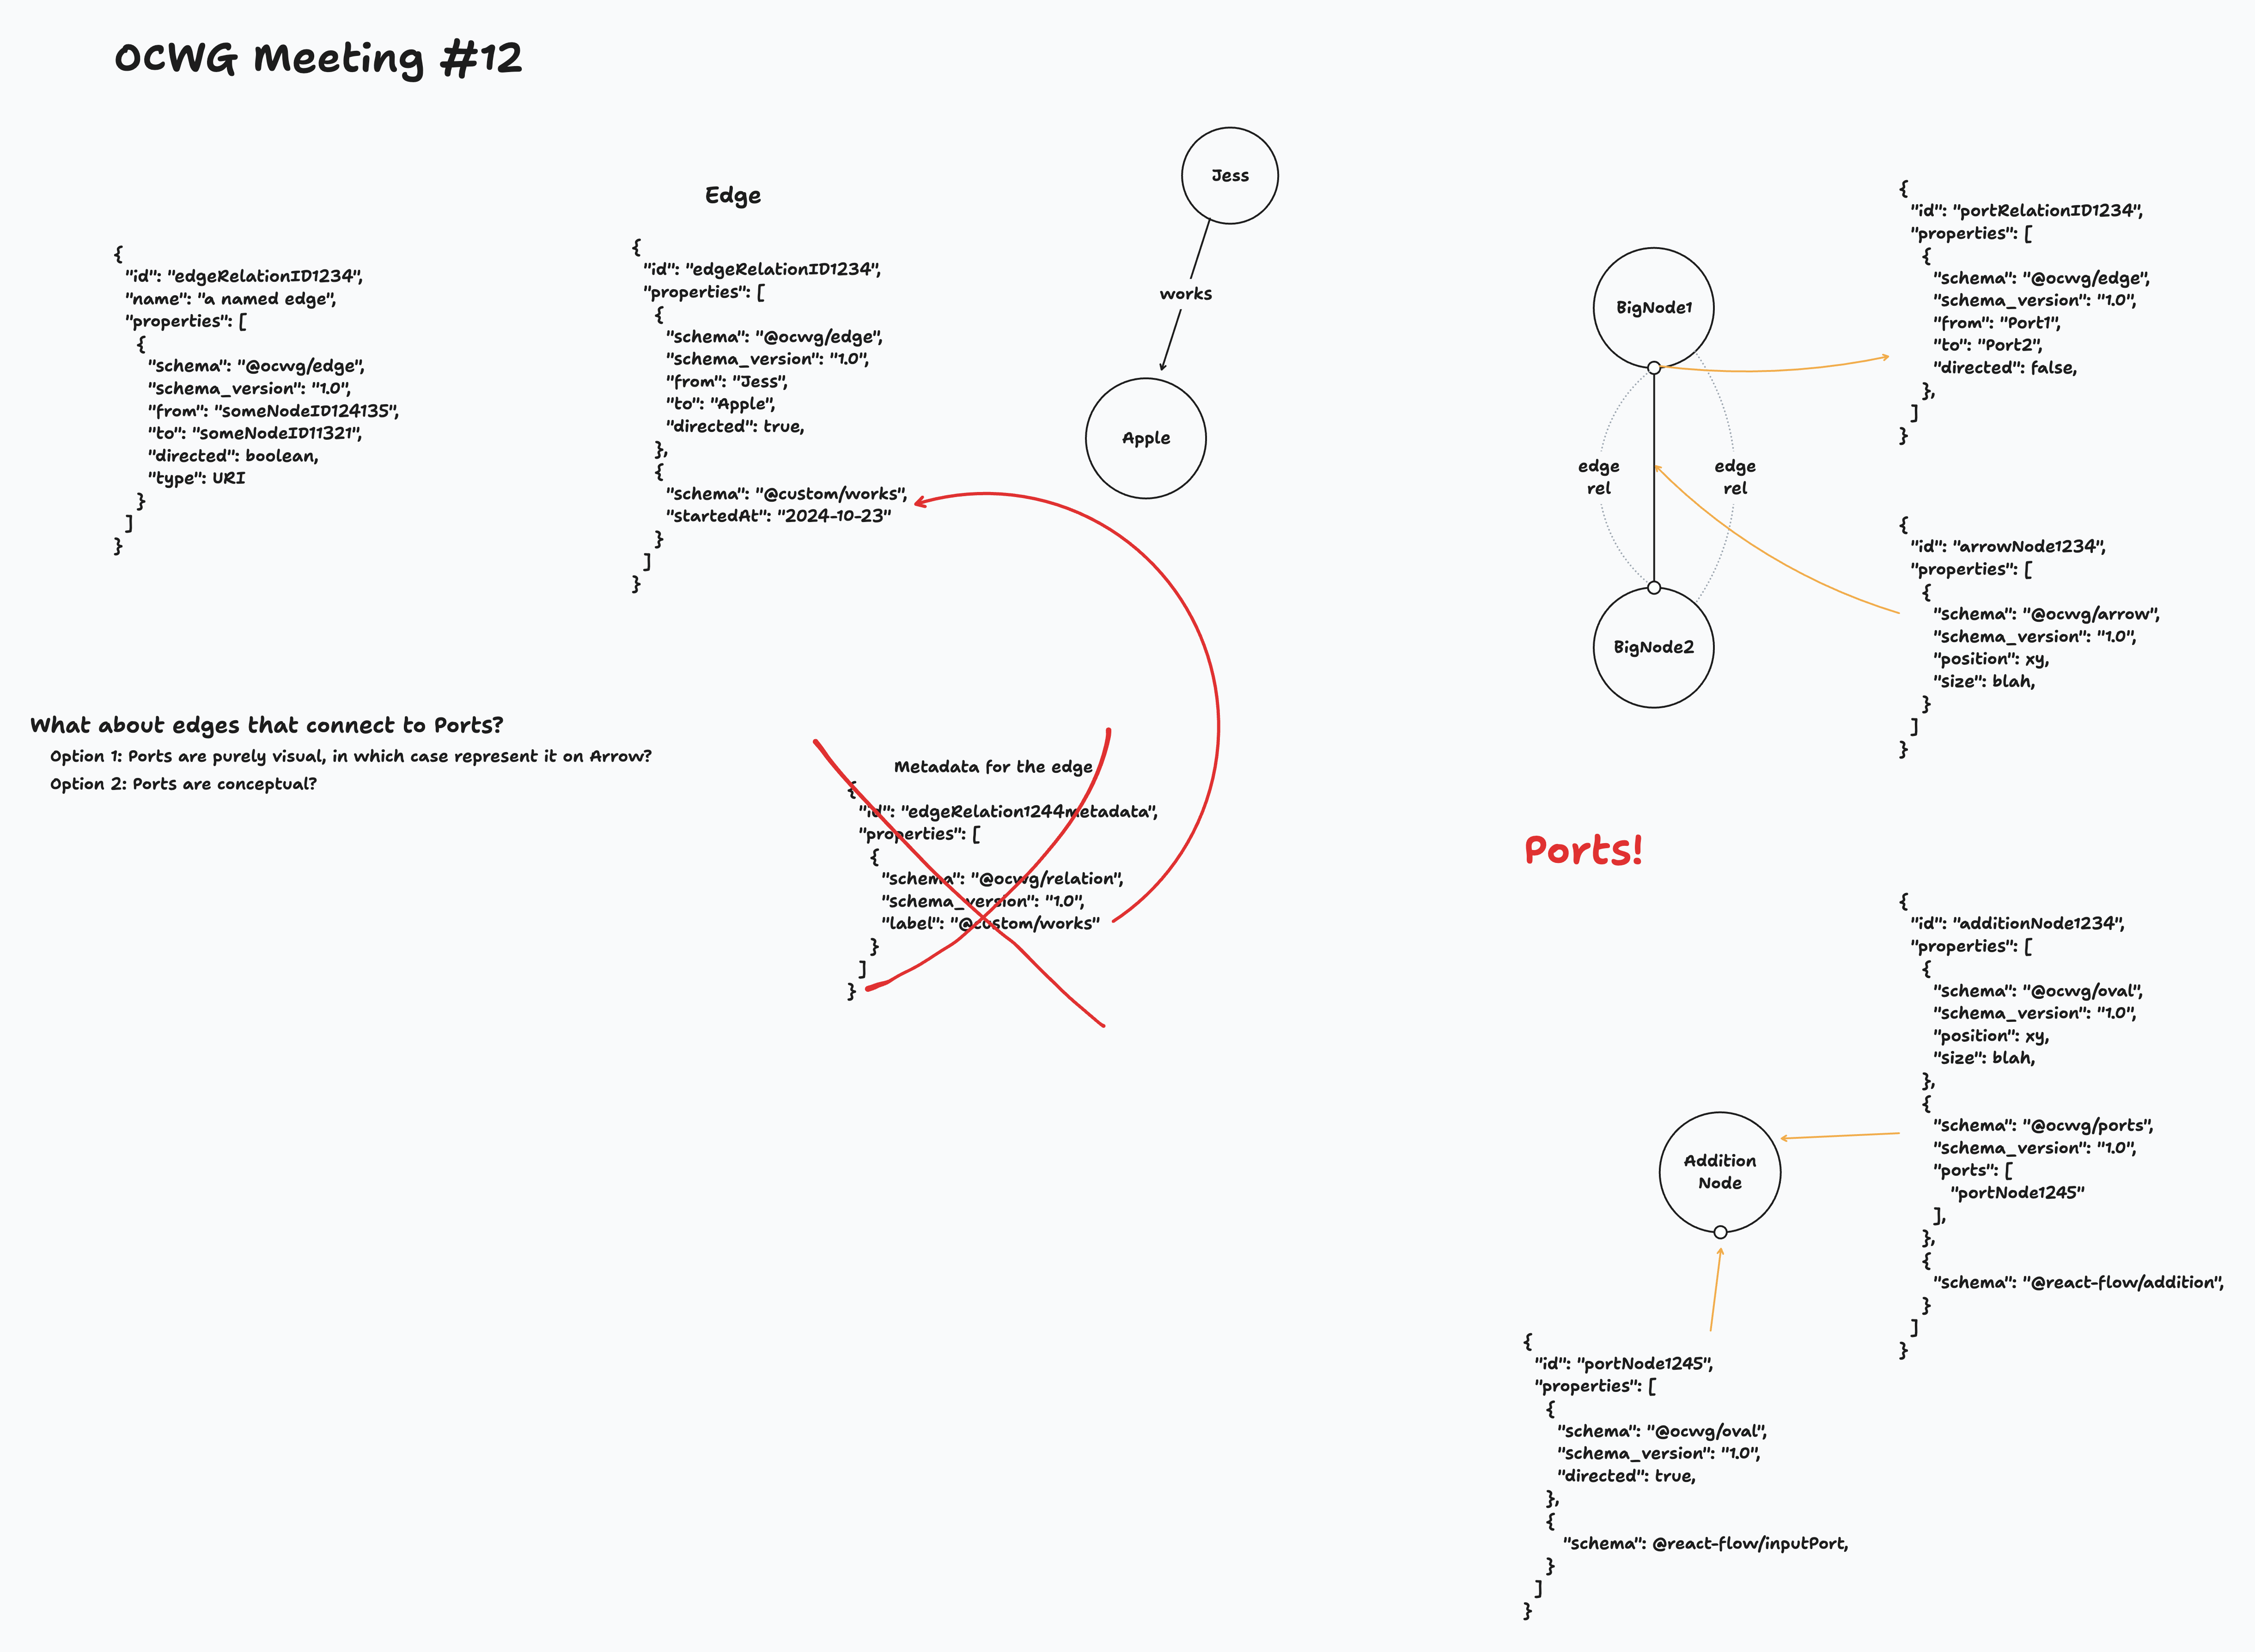 OCWG Meeting #12
{
"id": "edgeRelationID1234",
"name": "a named edge",
"properties": [
{
"schema": "@ocwg/edge",
"schema_version": "1.0",
"from": "someNodeID124135",
"to": "someNodeID11321",
"directed": boolean,
"type": URI
}
]
}
Edge
{
"id": "edgeRelationID1234",
"properties": [
{
"schema": "@ocwg/edge",
"schema_version": "1.0",
"from": "Jess",
"to": "Apple",
"directed": true,
},
{
"schema": "@custom/works",
"startedAt": "2024-10-23"
}
]
}
Jess
works
Apple
What about edges that connect to Ports?
Option 1: Ports are purely visual, in which case represent it on Arrow?
Option 2: Ports are conceptual?
Metadata for the edge
{
"id": "edgeRelation1244metadata",
"properties": [
{
"schema": "@ocwg/relation",
"schema_version": "1.0",
"label": "@custom/works"
}
]
}
BigNode1
edge
rel
edge
rel
BigNode2
{
"id": "portRelationID1234",
"properties": [
{
"schema": "@ocwg/edge",
"schema_version": "1.0",
"from": "Port1",
"to": "Port2",
"directed": false,
},
]
}
{
"id": "arrowNode1234",
"properties": [
{
"schema": "@ocwg/arrow",
"schema_version": "1.0",
"position": xy,
"size": blah,
}
]
}
Ports!
{
"id": "additionNode1234",
"properties": [
{
"schema": "@ocwg/oval",
"schema_version": "1.0",
"position": xy,
"size": blah,
},
{
"schema": "@ocwg/ports",
"schema_version": "1.0",
"ports": [
"portNode1245"
],
},
{
"schema": "@react-flow/addition",
}
]
}
Addition
Node
{
"id": "portNode1245",
"properties": [
{
"schema": "@ocwg/oval",
"schema_version": "1.0",
"directed": true,
},
{
"schema": @react-flow/inputPort,
}
]
}